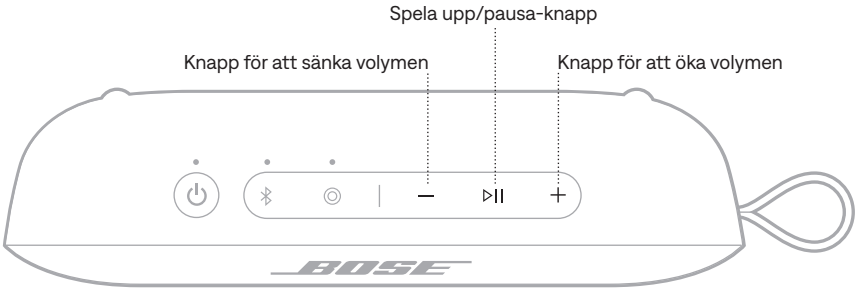 Spela upp/pausa-knapp
Knapp för att sänka volymen
Knapp för att öka volymen
BOSE